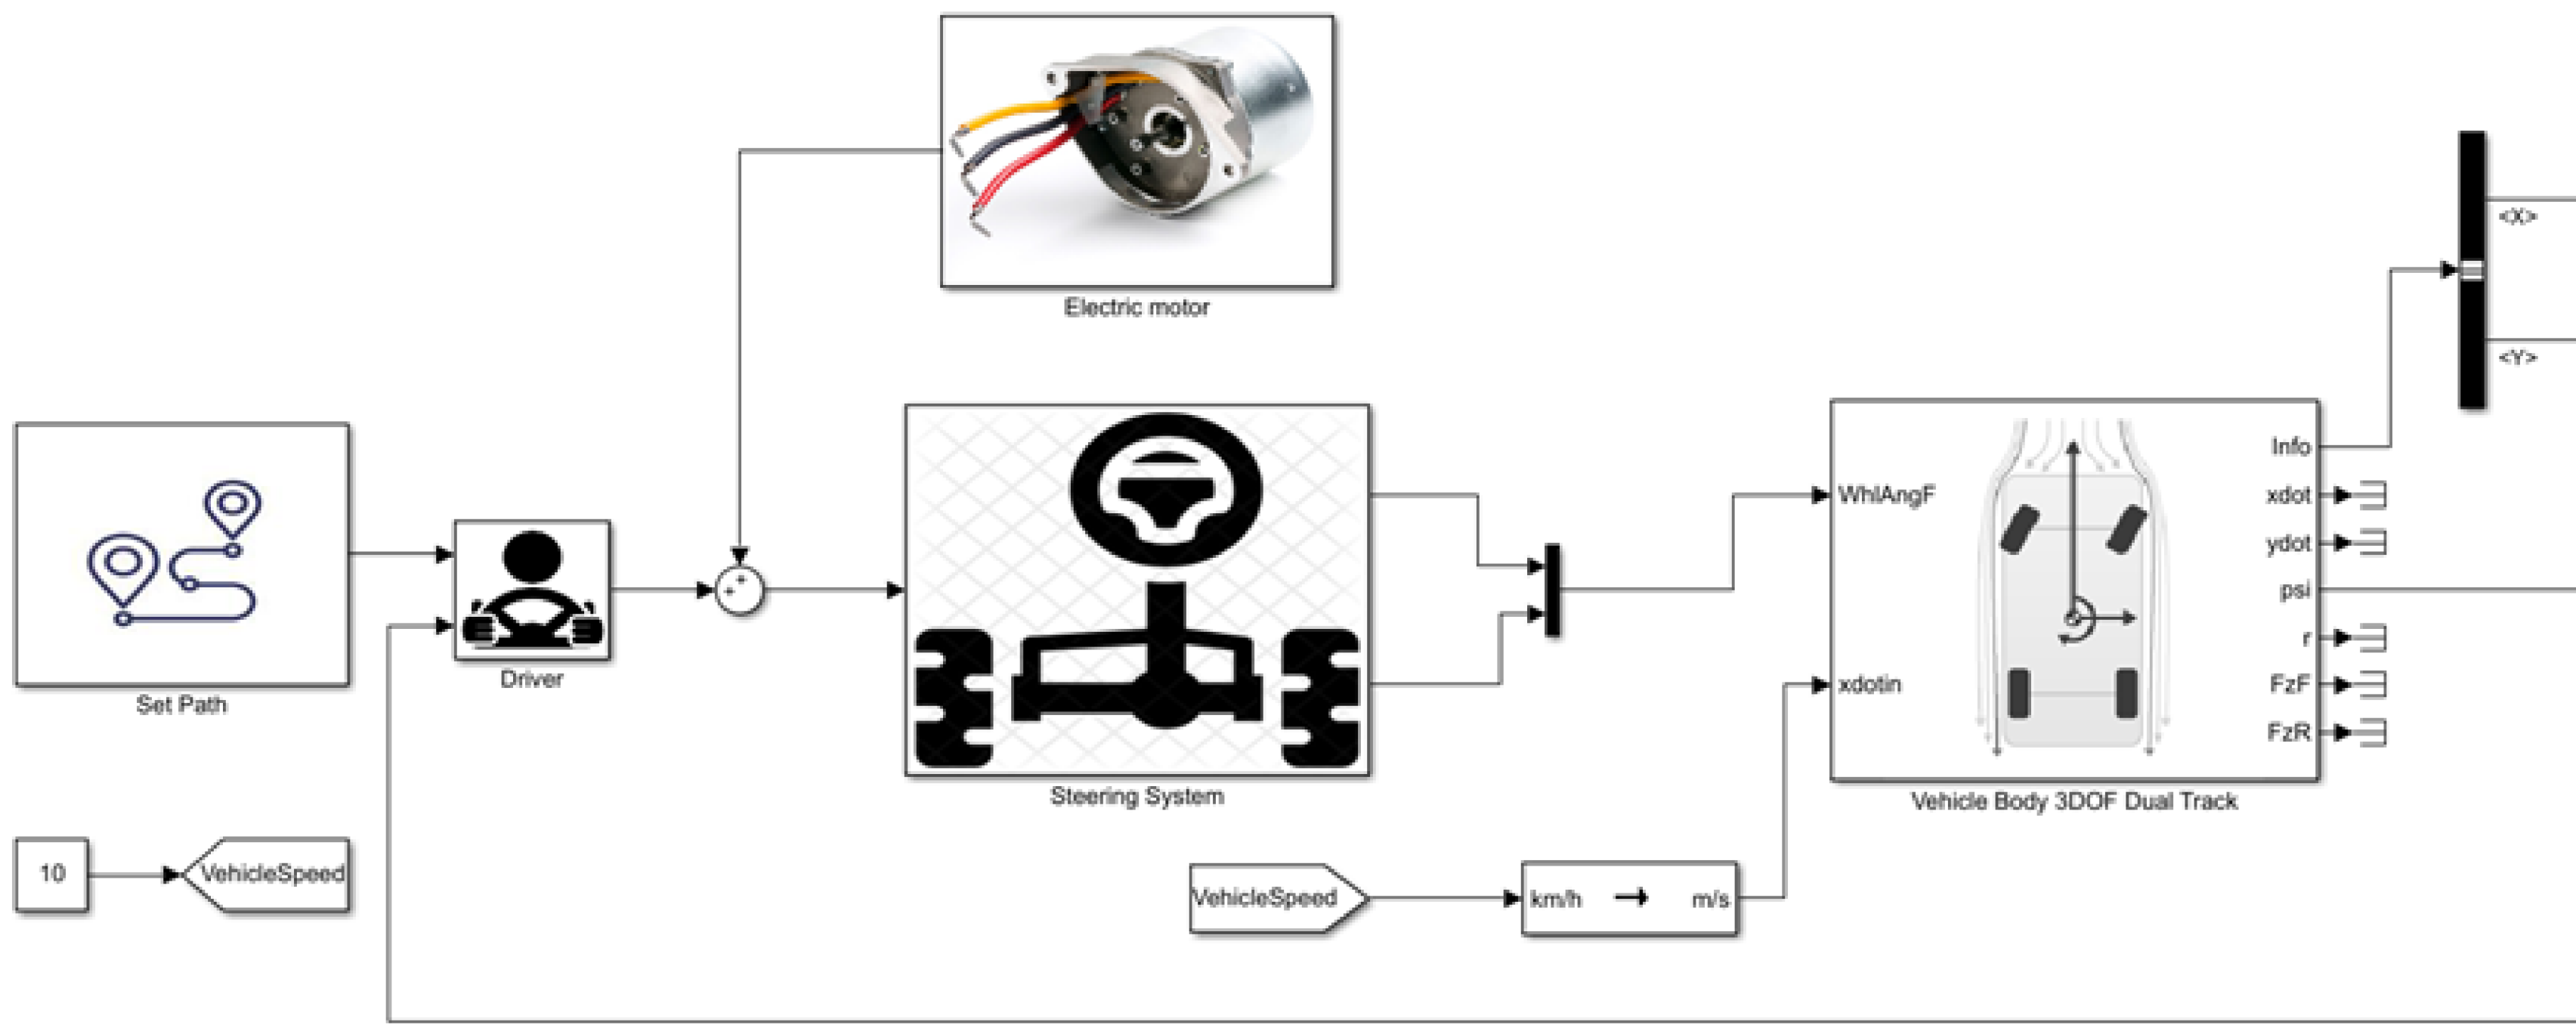 Electric motor
<X>
<Y>
Set Path
Driver
+
+
Steering System
WhlAngF
xdotin
Info
xdot
ydot
psi
r
FzF
FzR
Vehicle Body 3DOF Dual Track
10
VehicleSpeed
VehicleSpeed
km/h → m/s